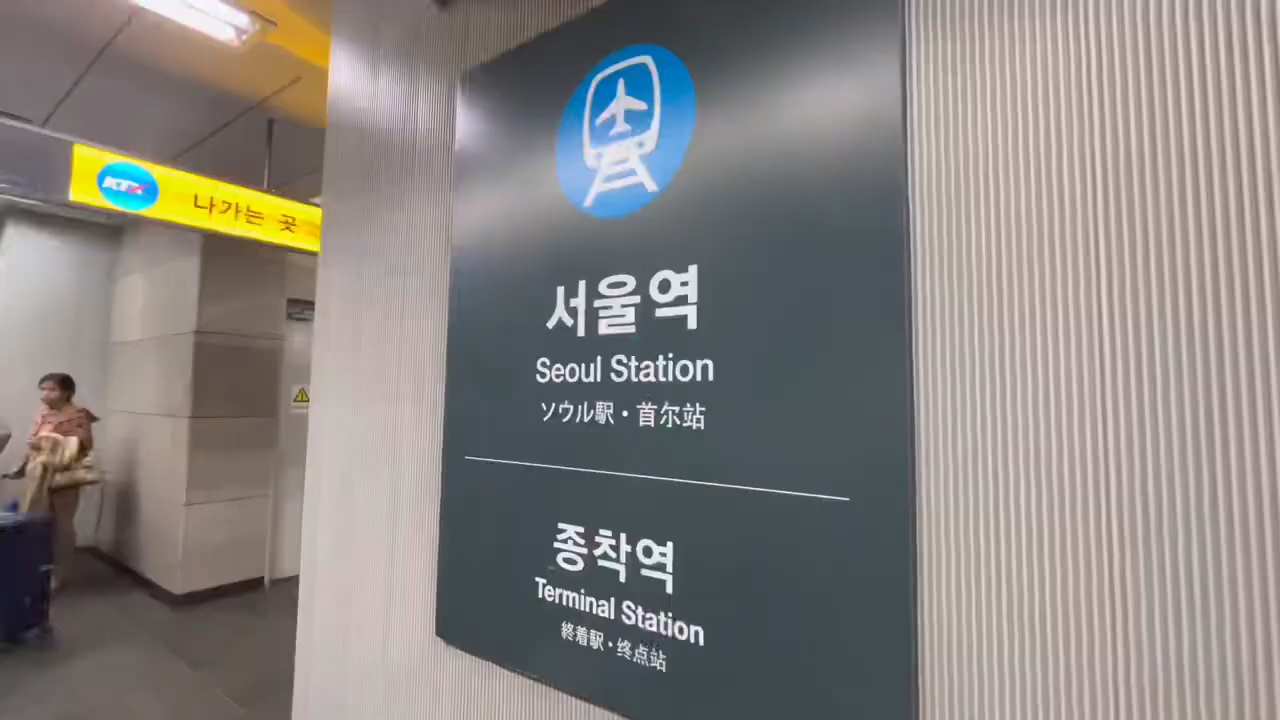 KTX 나가는 곳
서울역
Seoul Station
ソウル駅・首尔站
종착역
Terminal Station
終着駅・终点站